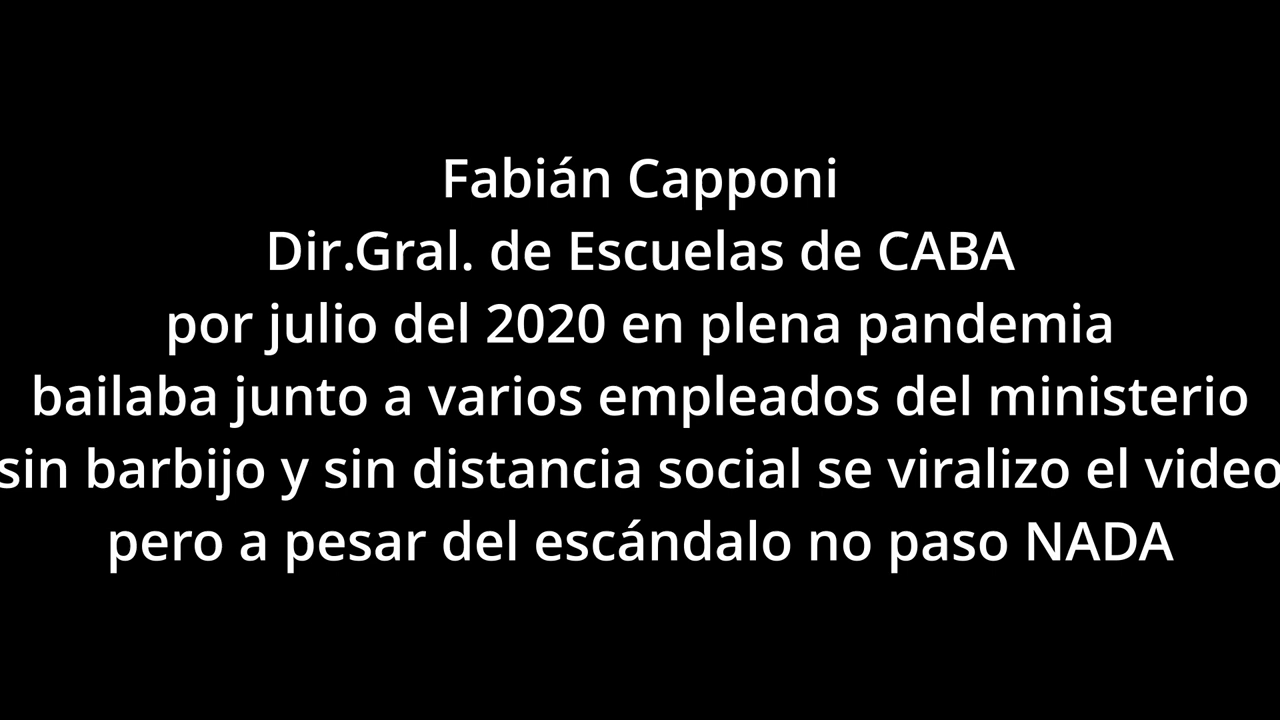 Fabián Capponi
Dir.Gral. de Escuelas de CABA
por julio del 2020 en plena pandemia
bailaba junto a varios empleados del ministerio
sin barbijo y sin distancia social se viralizo el video
pero a pesar del escándalo no paso NADA